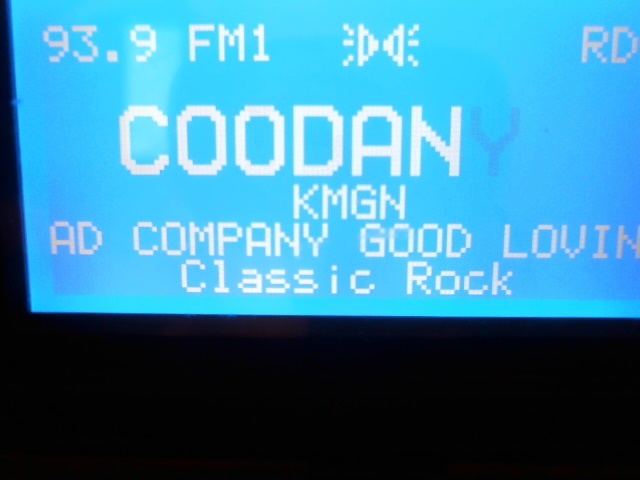 93.9 FM1 RD
COODANY
KMGN
AD COMPANY GOOD LOVIN
Classic Rock